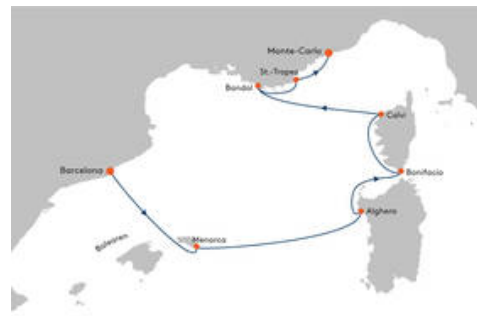 Monte-Carlo
St.-Tropez
Bandol
Calvi
Barcelona
Bonifacio
Alghero
Menorca
Balearen